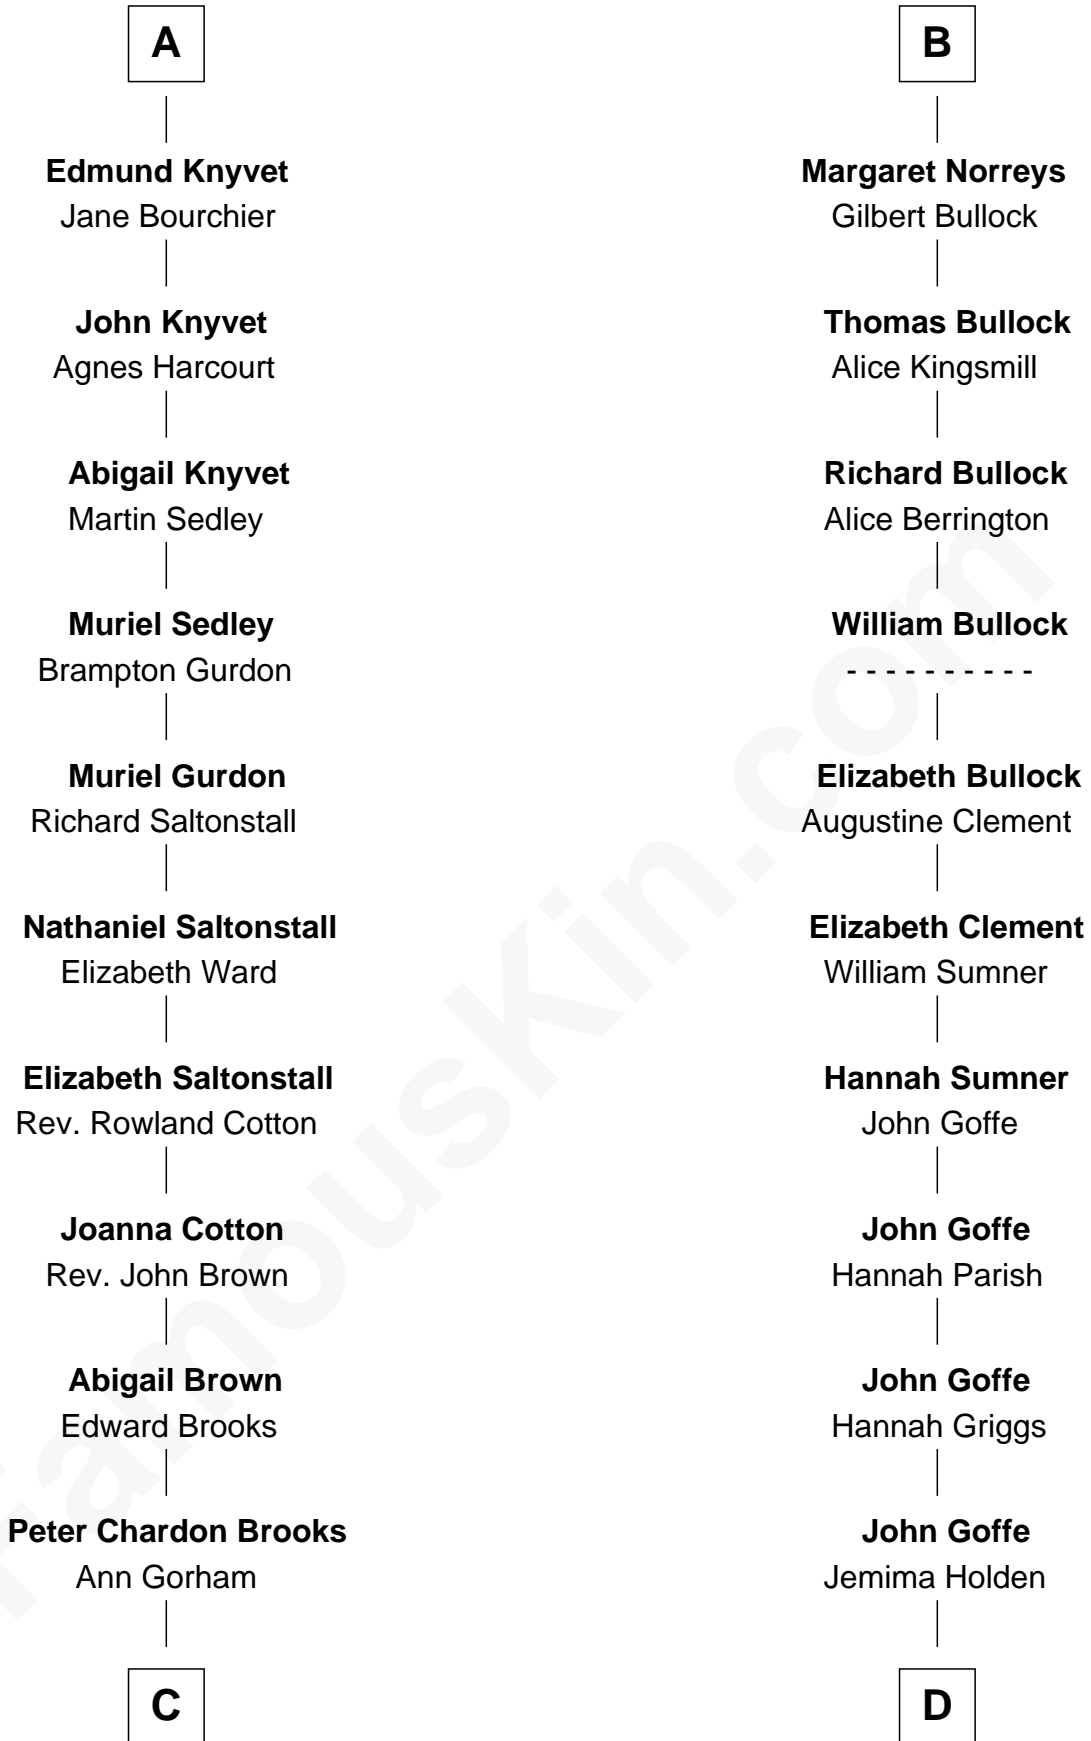 A
Edmund Knyvet
Jane Bourchier
John Knyvet
Agnes Harcourt
Abigail Knyvet
Martin Sedley
Muriel Sedley
Brampton Gurdon
Muriel Gurdon
Richard Saltonstall
Nathaniel Saltonstall
Elizabeth Ward
Elizabeth Saltonstall
Rev. Rowland Cotton
Joanna Cotton
Rev. John Brown
Abigail Brown
Edward Brooks
Peter Chardon Brooks
Ann Gorham
C
B
Margaret Norreys
Gilbert Bullock
Thomas Bullock
Alice Kingsmill
Richard Bullock
Alice Berrington
William Bullock
- - - - - - - - - -
Elizabeth Bullock
Augustine Clement
Elizabeth Clement
William Sumner
Hannah Sumner
John Goffe
John Goffe
Hannah Parish
John Goffe
Hannah Griggs
John Goffe
Jemima Holden
D
FamousKin.com